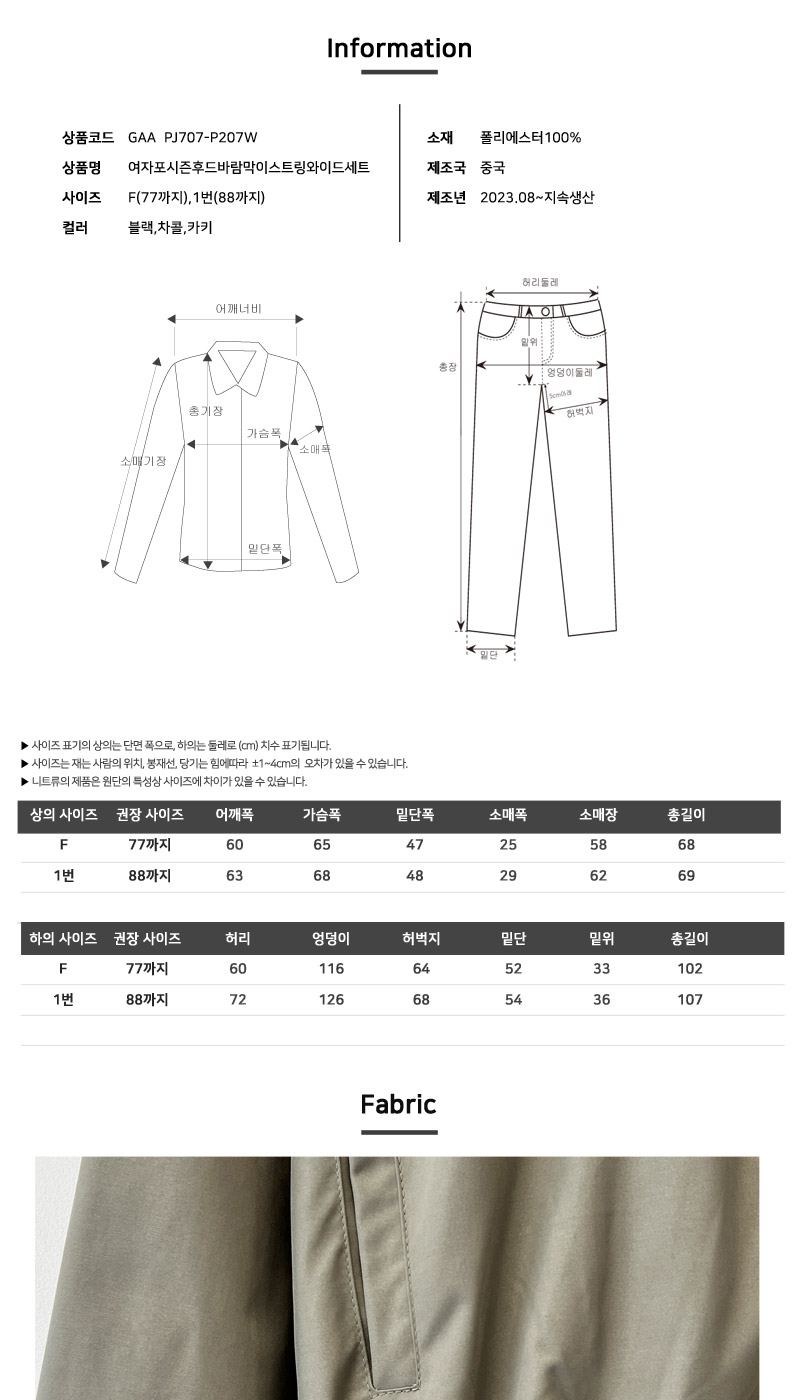 Information
상품코드 GAA PJ707-P207W
상품명 여자포시즌후드바람막이스트링와이드세트
사이즈 F(77까지),1번(88까지)
컬러 블랙,차콜,카키
소재 폴리에스터100%
제조국 중국
제조년 2023.08~지속생산
어깨너비
총기장
가슴폭
소매기장
소매폭
밑단폭
허리둘레
밑위
총장
엉덩이둘레
5cm아래
허벅지
밑단
▶ 사이즈 표기의 상의는 단면 폭으로, 하의는 둘레로 (cm) 치수 표기됩니다.
▶ 사이즈는 재는 사람의 위치, 봉재선, 당기는 힘에따라 ±1~4cm의 오차가 있을 수 있습니다.
▶ 니트류의 제품은 원단의 특성상 사이즈에 차이가 있을 수 있습니다.
상의 사이즈 권장 사이즈 어깨폭 가슴폭 밑단폭 소매폭 소매장 총길이
F 77까지 60 65 47 25 58 68
1번 88까지 63 68 48 29 62 69
하의 사이즈 권장 사이즈 허리 엉덩이 허벅지 밑단 밑위 총길이
F 77까지 60 116 64 52 33 102
1번 88까지 72 126 68 54 36 107
Fabric